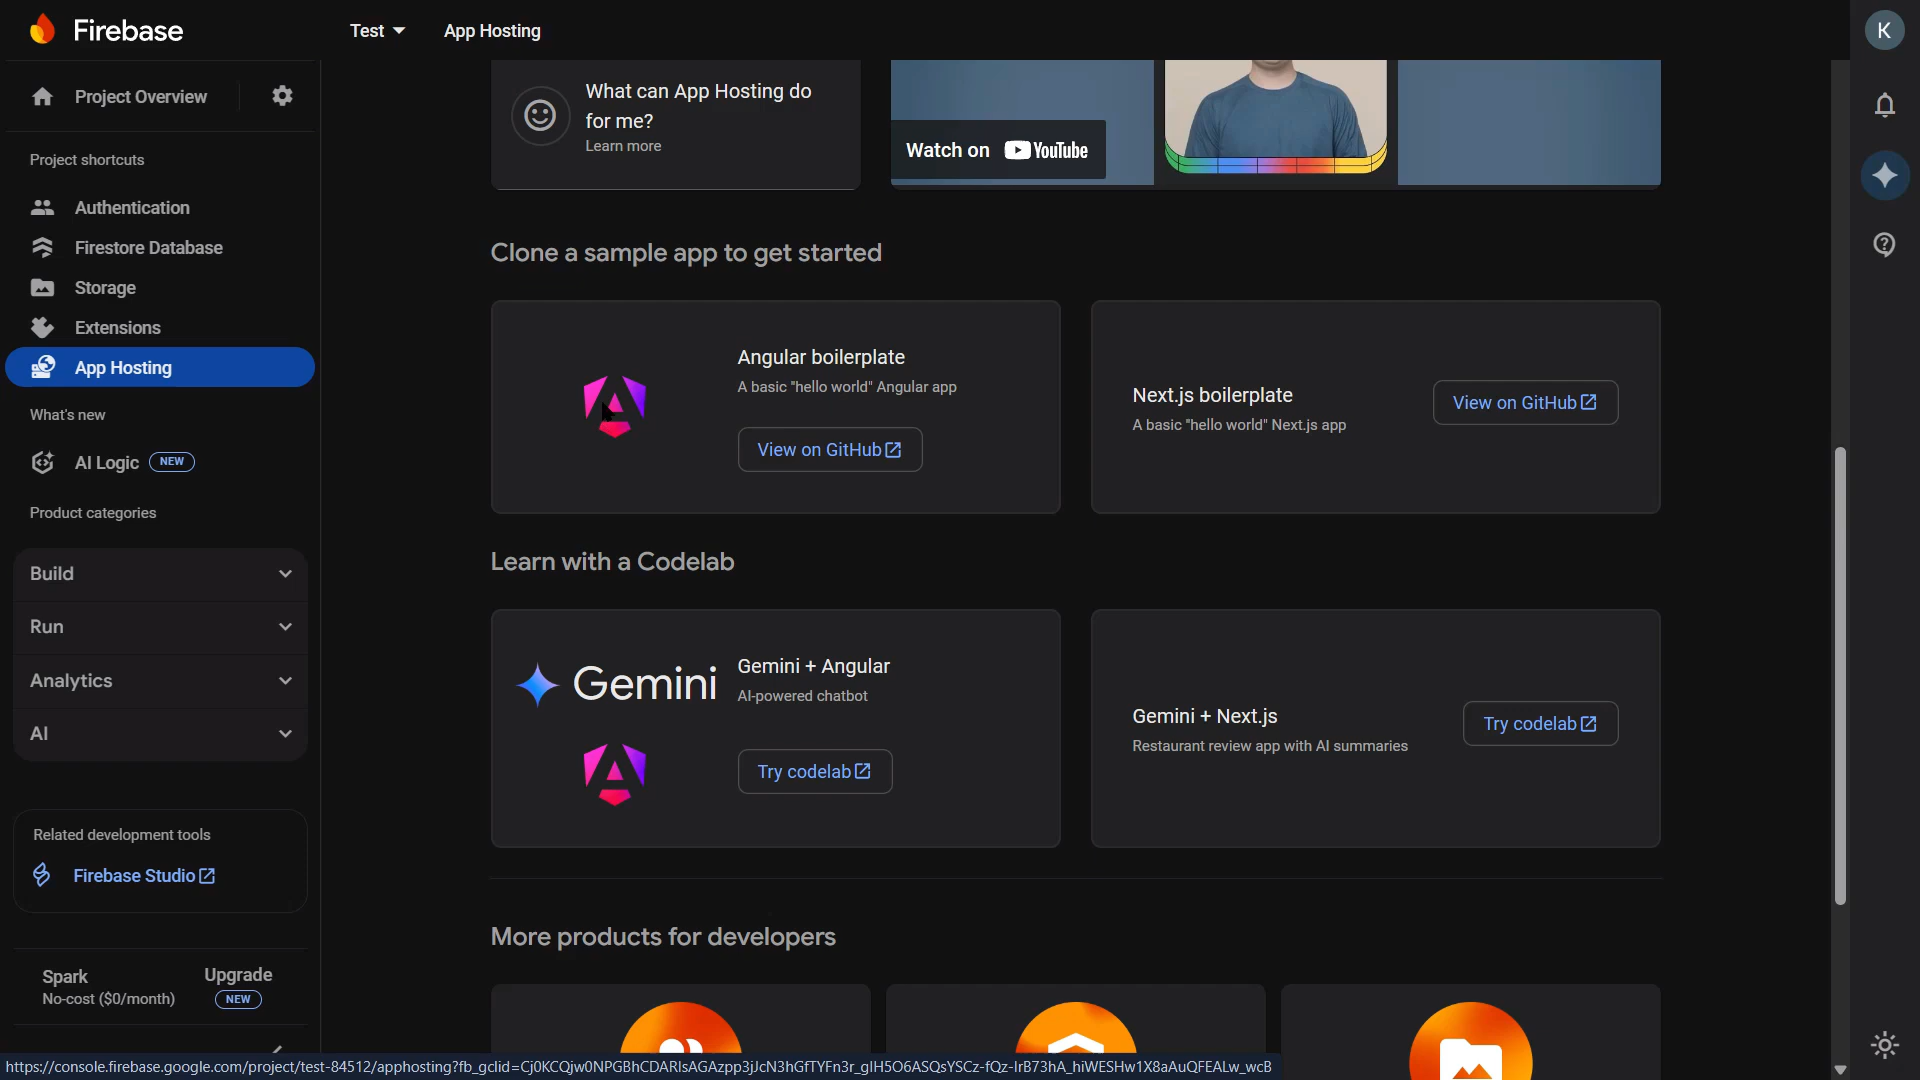 Firebase
Test
App Hosting
K
Project Overview
Project shortcuts
Authentication
Firestore Database
Storage
Extensions
App Hosting
What's new
AI Logic NEW
Product categories
Build
Run
Analytics
AI
Related development tools
Firebase Studio
Spark
No-cost ($0/month)
Upgrade
NEW
What can App Hosting do
for me?
Learn more
Watch on YouTube
Clone a sample app to get started
Angular boilerplate
A basic "hello world" Angular app
View on GitHub
Next.js boilerplate
A basic "hello world" Next.js app
View on GitHub
Learn with a Codelab
Gemini
Gemini + Angular
AI-powered chatbot
Try codelab
Gemini + Next.js
Restaurant review app with AI summaries
Try codelab
More products for developers
https://console.firebase.google.com/project/test-84512/apphosting?fb_gclid=Cj0KCQjw0NPGBhCDARIsAGAzpp3jJcN3hGfTYFn3r_gIH5O6ASQsYSCz-fQz-IrB73hA_hiWESHw1X8aAuQFEALw_wcB